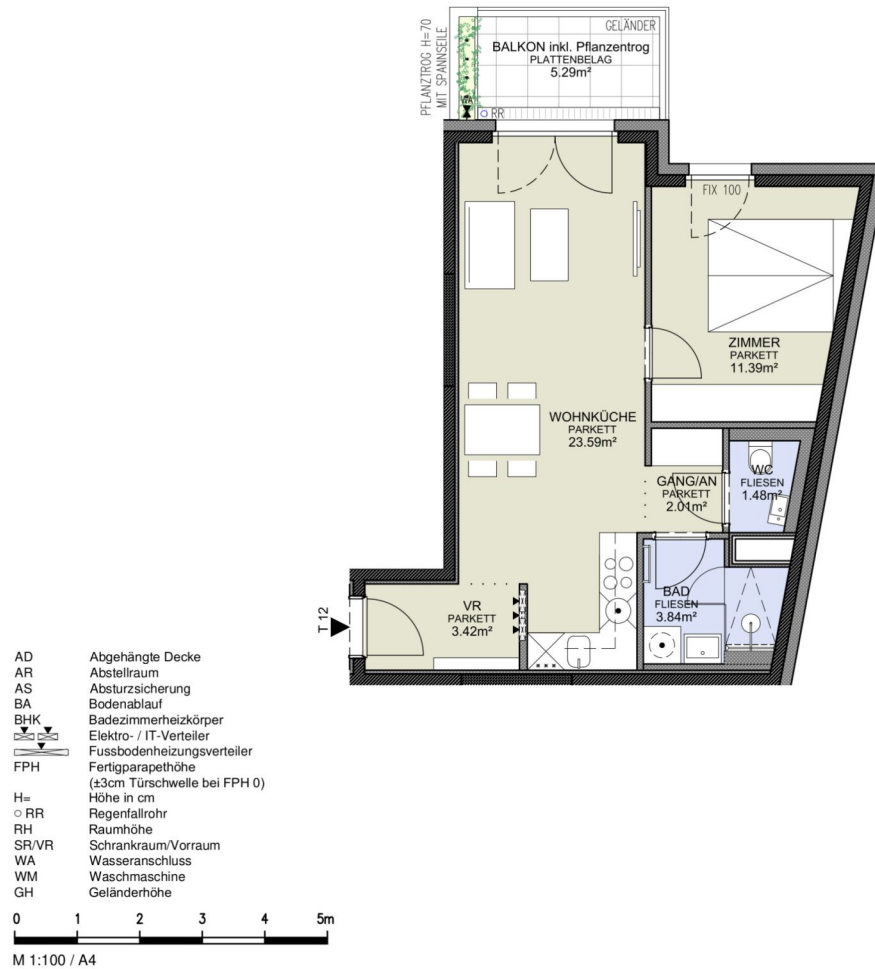 PFLANZTROG H=70
MIT SPANNSEILE
GELÄNDER
BALKON inkl. Pflanzentrog
PLATTENBELAG
5.29m²
WA
RR
FIX 100
ZIMMER
PARKETT
11.39m²
WOHNKÜCHE
PARKETT
23.59m²
GANG/AN
PARKETT
2.01m²
WC
FLIESEN
1.48m²
BAD
FLIESEN
3.84m²
VR
PARKETT
3.42m²
T 12
AD Abgehängte Decke
AR Abstellraum
AS Absturzsicherung
BA Bodenablauf
BHK Badezimmerheizkörper
Elektro- / IT-Verteiler
Fussbodenheizungsverteiler
FPH Fertigparapethöhe
(±3cm Türschwelle bei FPH 0)
H= Höhe in cm
RR Regenfallrohr
RH Raumhöhe
SR/VR Schrankraum/Vorraum
WA Wasseranschluss
WM Waschmaschine
GH Geländerhöhe
0 1 2 3 4 5m
M 1:100 / A4